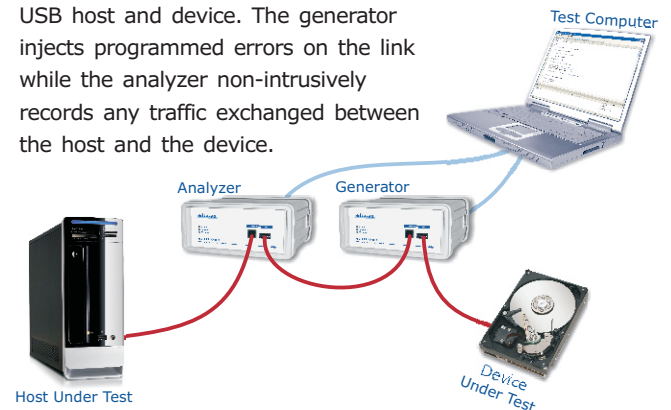 USB host and device. The generator
injects programmed errors on the link
while the analyzer non-intrusively
records any traffic exchanged between
the host and the device.
Test Computer
Analyzer
Generator
Host Under Test
Device
Under Test